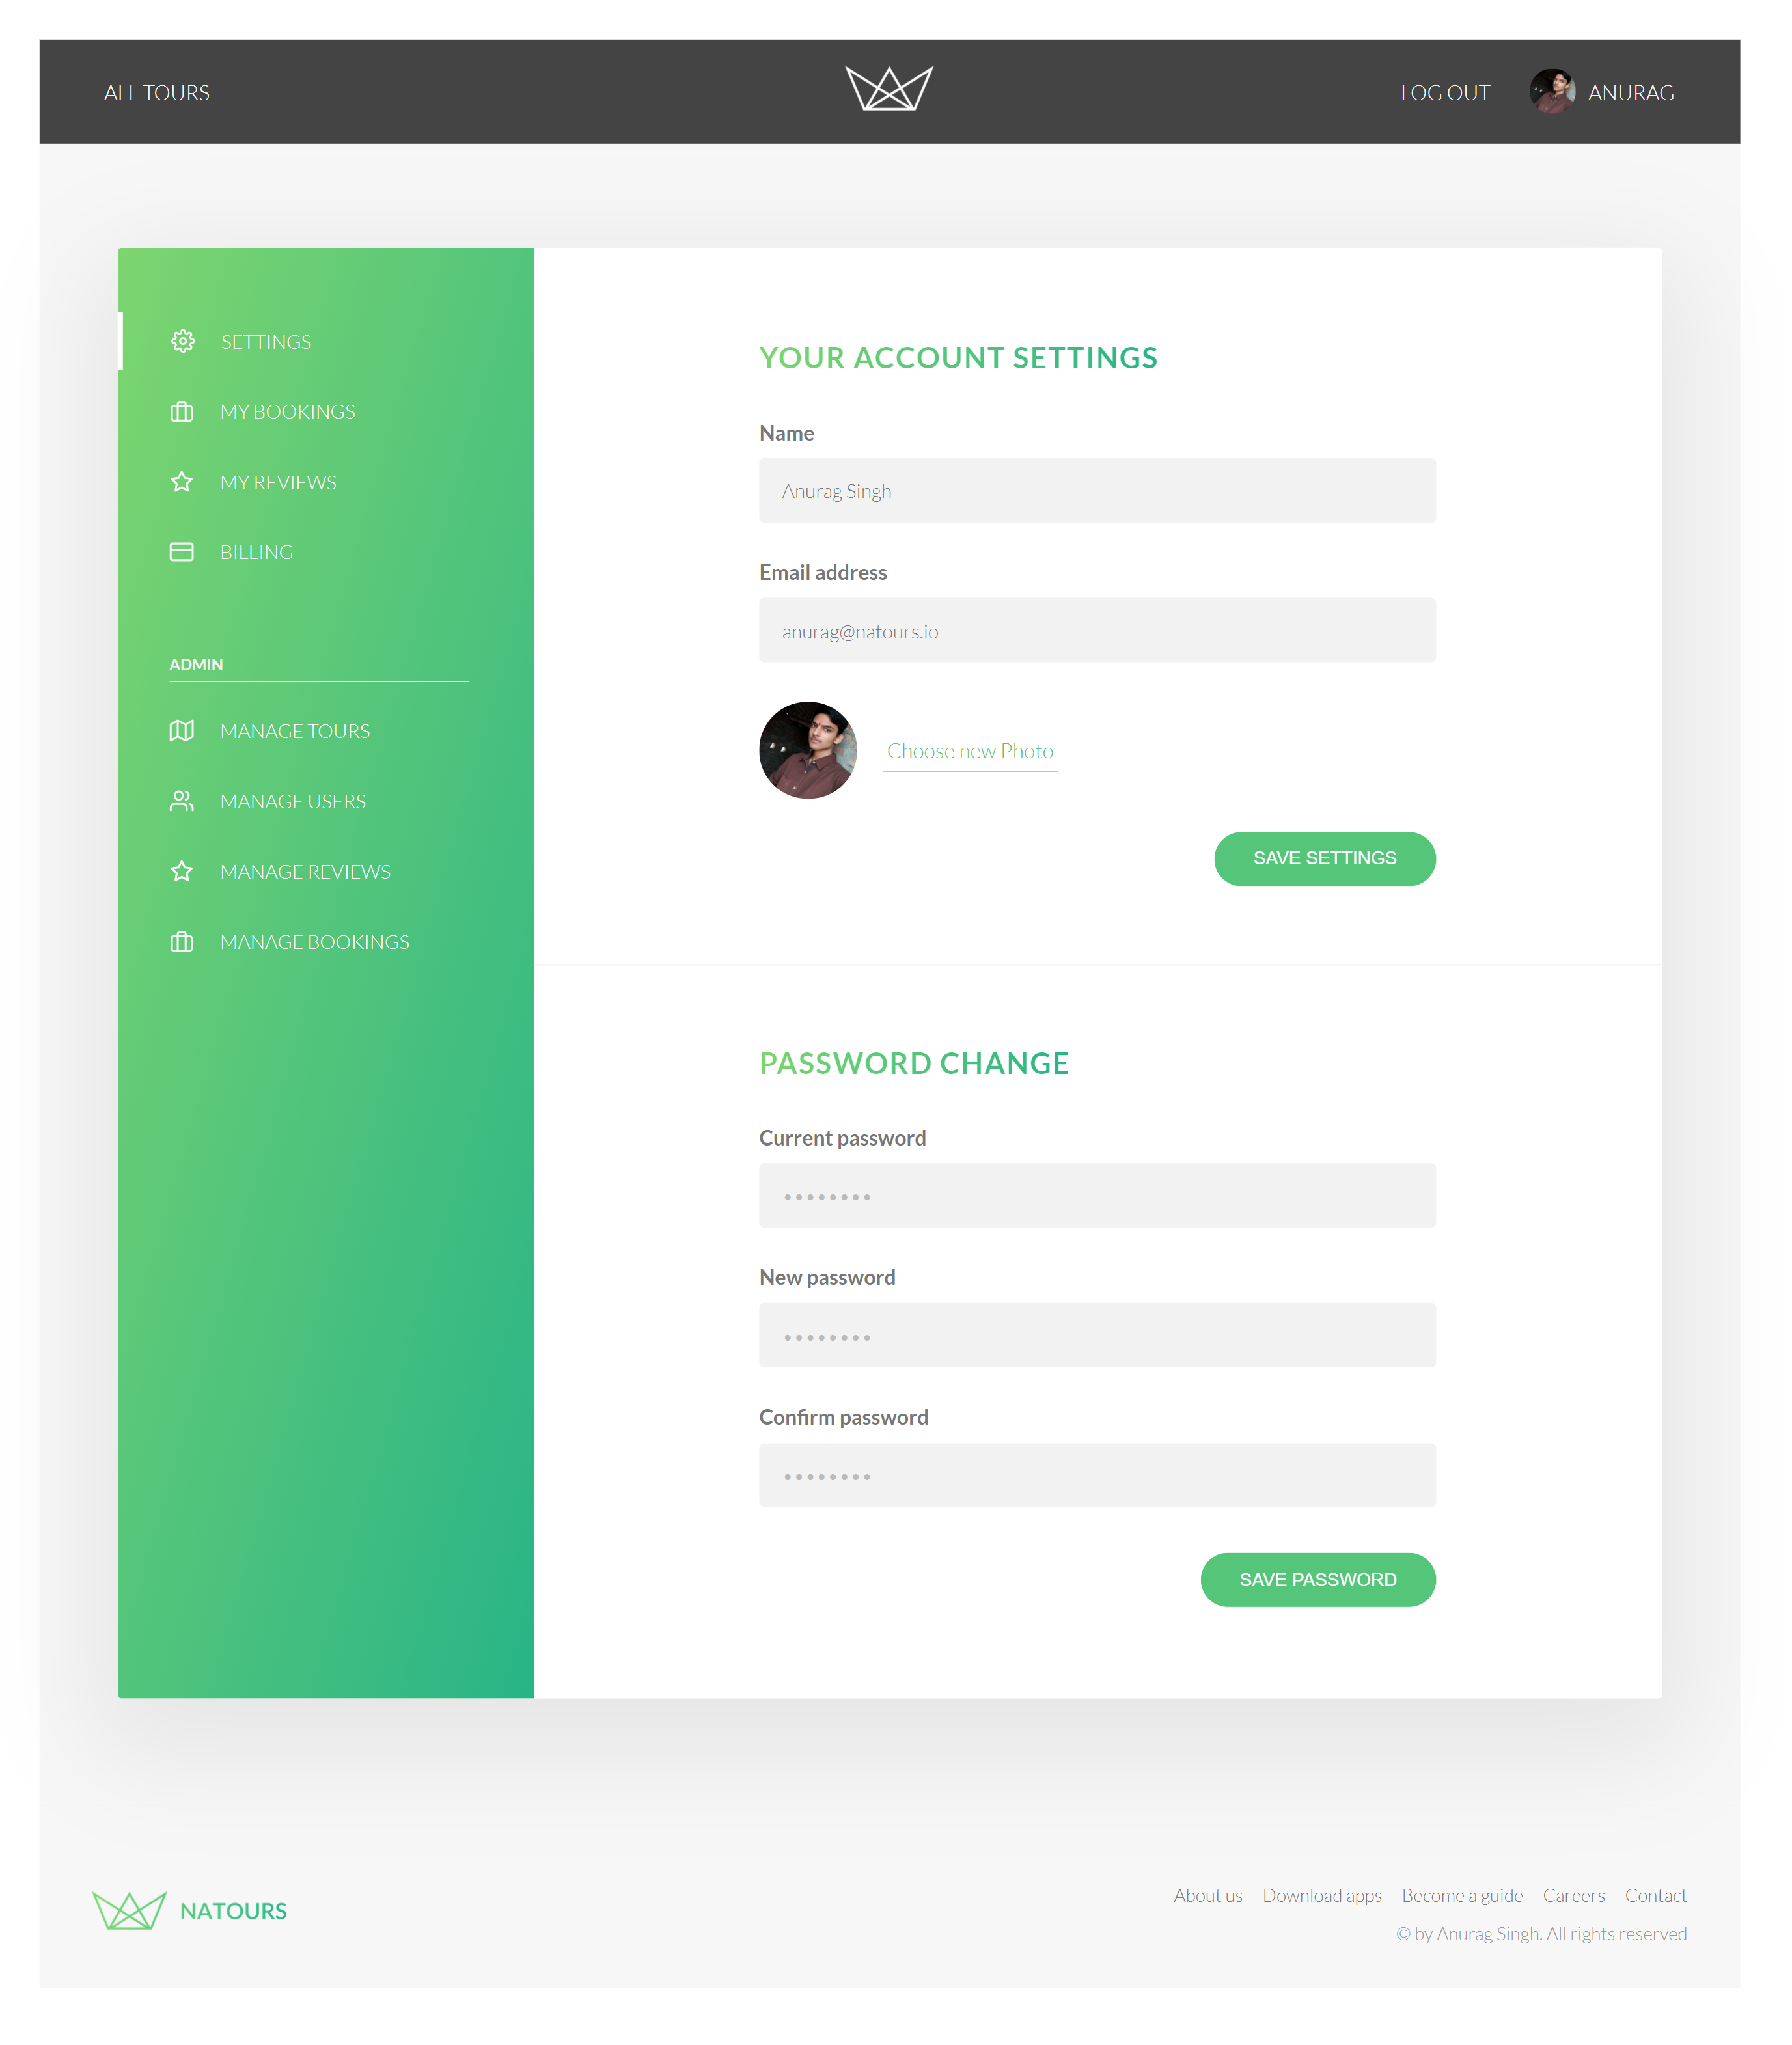 ALL TOURS
LOG OUT
ANURAG
SETTINGS
MY BOOKINGS
MY REVIEWS
BILLING
ADMIN
MANAGE TOURS
MANAGE USERS
MANAGE REVIEWS
MANAGE BOOKINGS
YOUR ACCOUNT SETTINGS
Name
Anurag Singh
Email address
anurag@natours.io
Choose new Photo
SAVE SETTINGS
PASSWORD CHANGE
Current password
••••••••
New password
••••••••
Confirm password
••••••••
SAVE PASSWORD
NATOURS
About us Download apps Become a guide Careers Contact
© by Anurag Singh. All rights reserved